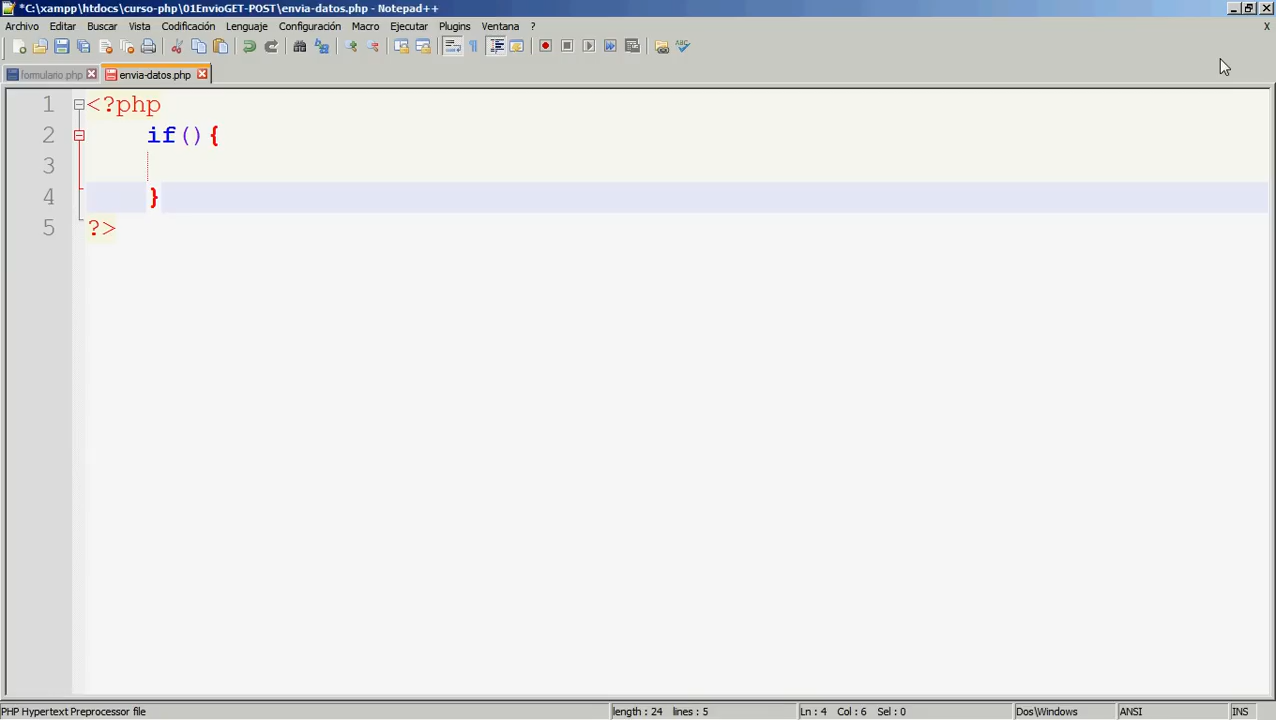 *C:\xampp\htdocs\curso-php\01EnvioGET-POST\envia-datos.php - Notepad++
Archivo Editar Buscar Vista Codificación Lenguaje Configuración Macro Ejecutar Plugins Ventana ? X
formulario.php envia-datos.php
1 <?php
2 if(){
3
4 }
5 ?>
PHP Hypertext Preprocessor file length : 24 lines : 5 Ln : 4 Col : 6 Sel : 0 Dos\Windows ANSI INS